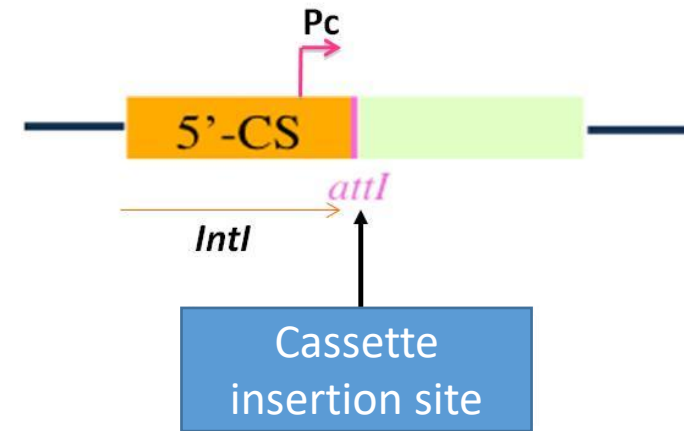 Pc
5'-CS
attI
IntI
Cassette
insertion site